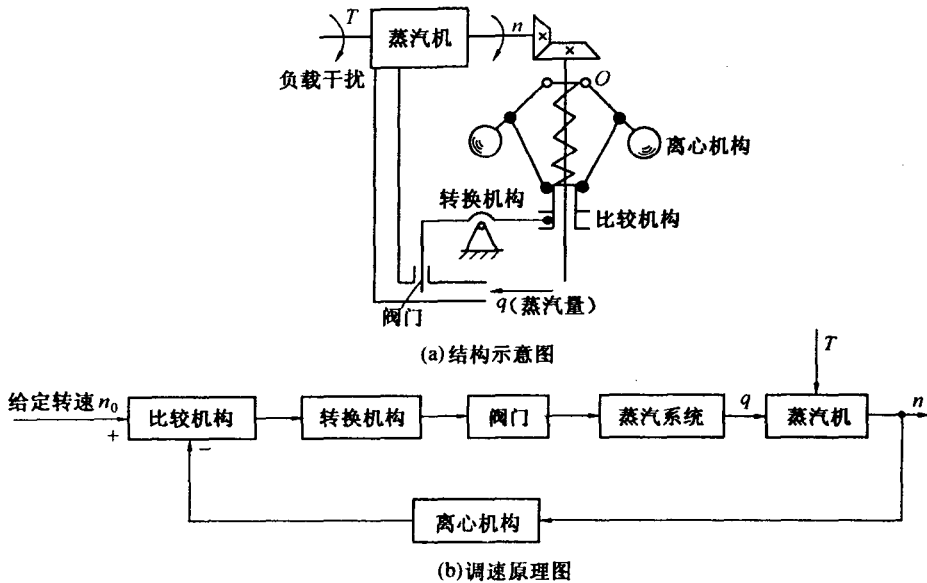 T
蒸汽机
n
负载干扰
O
离心机构
转换机构
比较机构
阀门
q(蒸汽量)
(a)结构示意图
T
给定转速n₀
+
比较机构
转换机构
阀门
蒸汽系统
q
蒸汽机
n
−
离心机构
(b)调速原理图